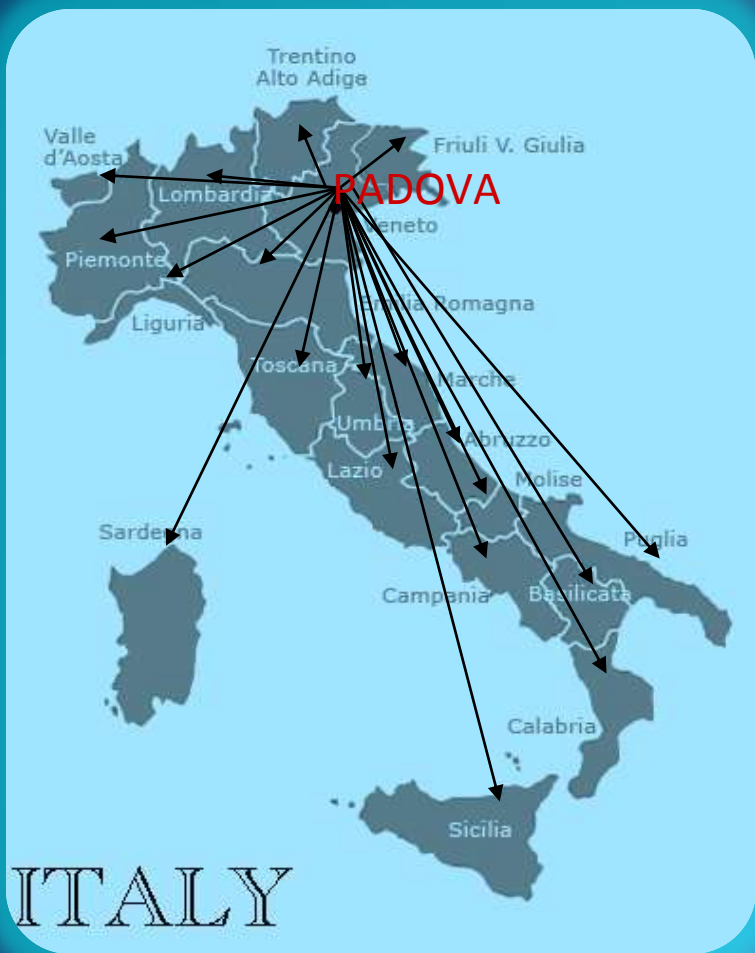 Trentino
Alto Adige
Valle
d'Aosta
Friuli V. Giulia
Lombardia
PADOVA
Veneto
Piemonte
Emilia Romagna
Liguria
Toscana
Marche
Umbria
Abruzzo
Lazio
Molise
Sardegna
Puglia
Campania
Basilicata
Calabria
Sicilia
ITALY